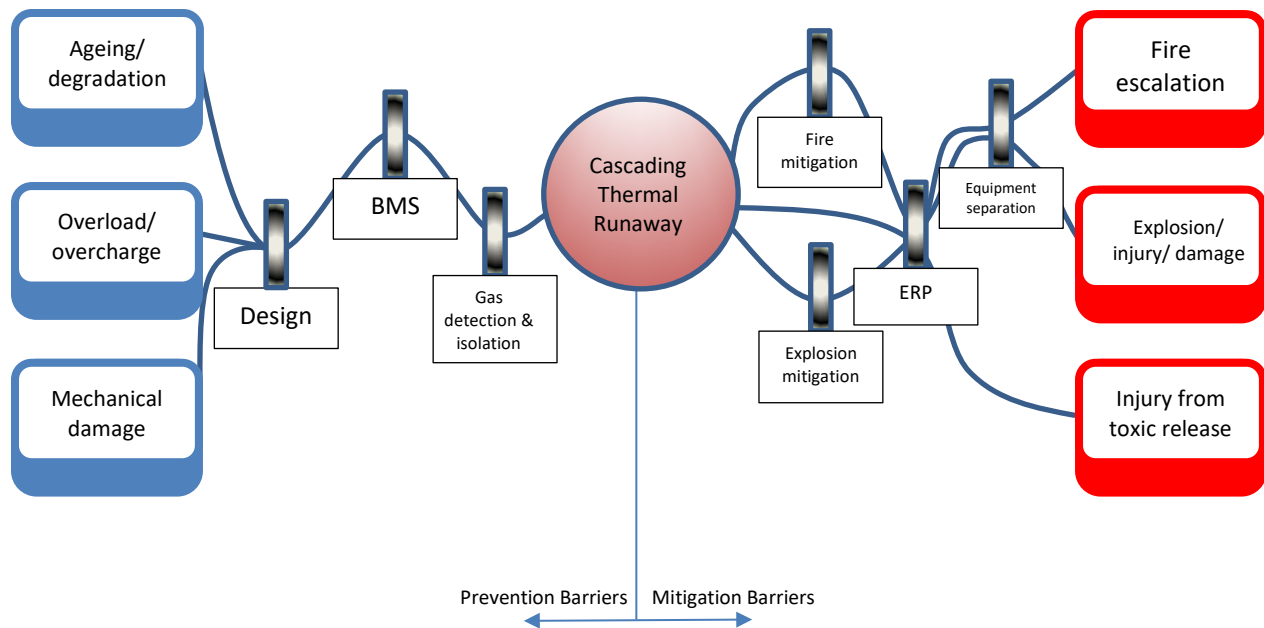 Ageing/
degradation
Overload/
overcharge
Mechanical
damage
Design
BMS
Gas
detection &
isolation
Cascading
Thermal
Runaway
Fire
mitigation
Explosion
mitigation
ERP
Equipment
separation
Fire
escalation
Explosion/
injury/ damage
Injury from
toxic release
Prevention Barriers
Mitigation Barriers